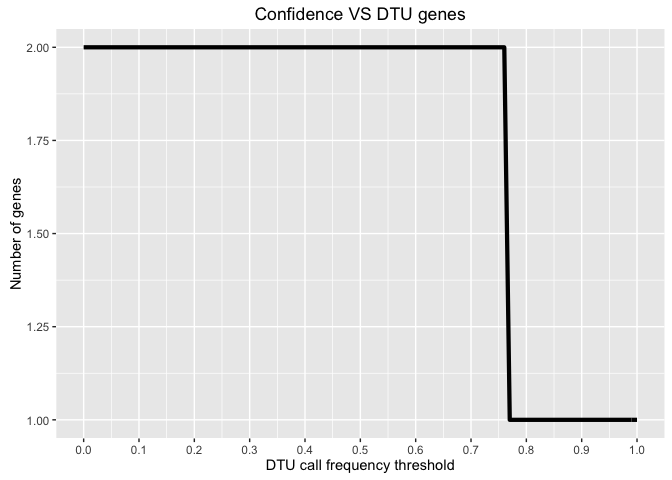 Confidence VS DTU genes
Number of genes
2.00
1.75
1.50
1.25
1.00
0.0 0.1 0.2 0.3 0.4 0.5 0.6 0.7 0.8 0.9 1.0
DTU call frequency threshold